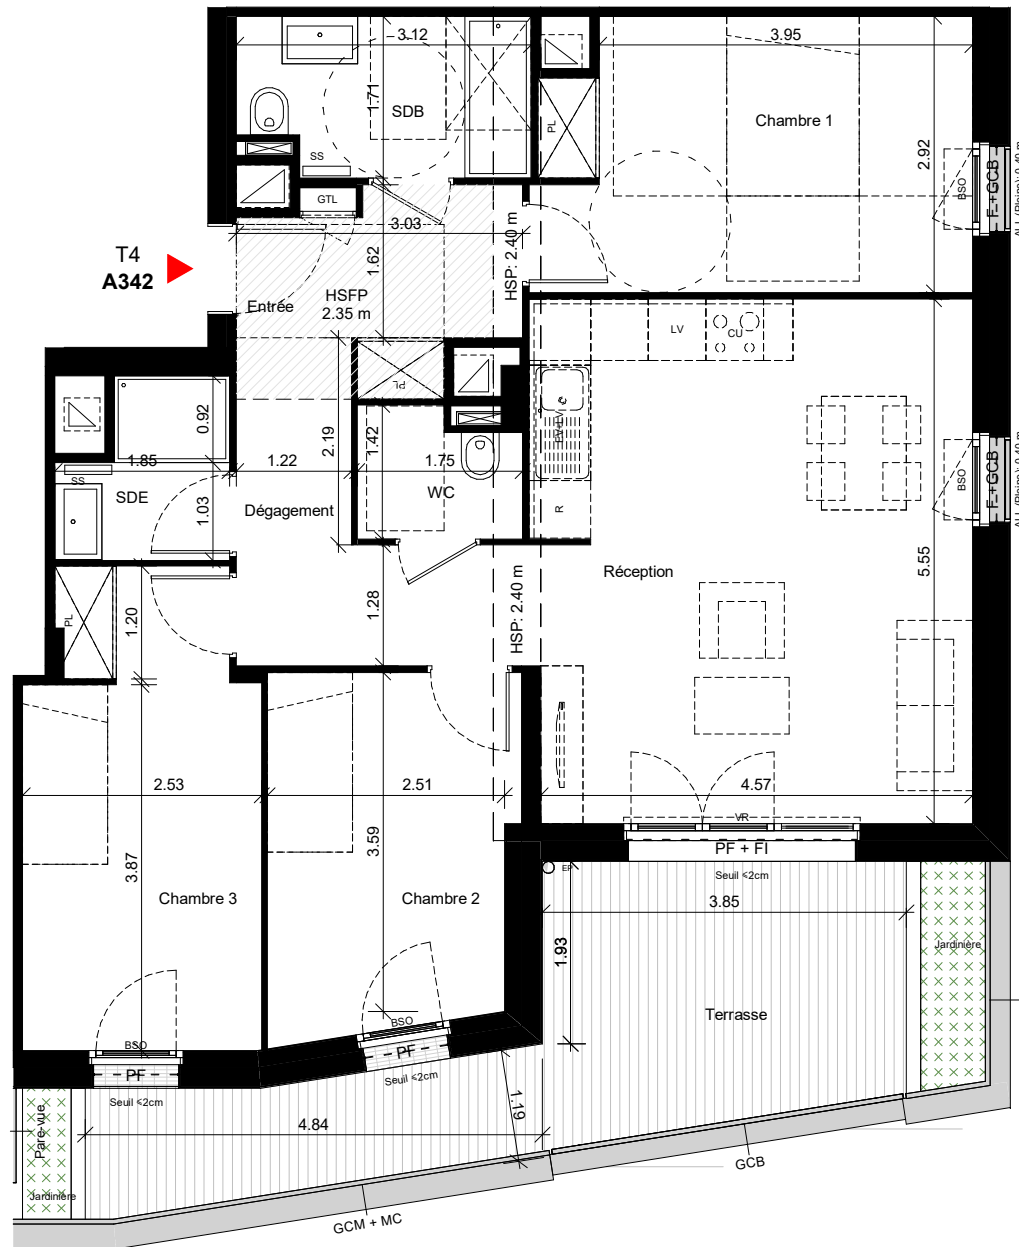 3.12
3.95
1.71
SDB
PL
Chambre 1
2.92
BSO
F+GCB
SS
GTL
3.03
HSP: 2.40 m
T4
A342
1.62
HSFP
2.35 m
Entrée
LV
CU
PL
0.92
2.19
1.42
1.85
1.22
1.75
SS
SDE
WC
1.03
Dégagement
R
BSO
F+GCB
Réception
5.55
HSP: 2.40 m
PL
1.20
1.28
2.53
2.51
4.57
VR
3.87
3.59
PF + FI
EP
Seuil <2cm
Chambre 3
Chambre 2
3.85
1.93
Jardinière
Terrasse
BSO
BSO
PF
PF
Seuil <2cm
Seuil <2cm
1.19
Pare-vue
4.84
GCB
Jardinière
GCM + MC